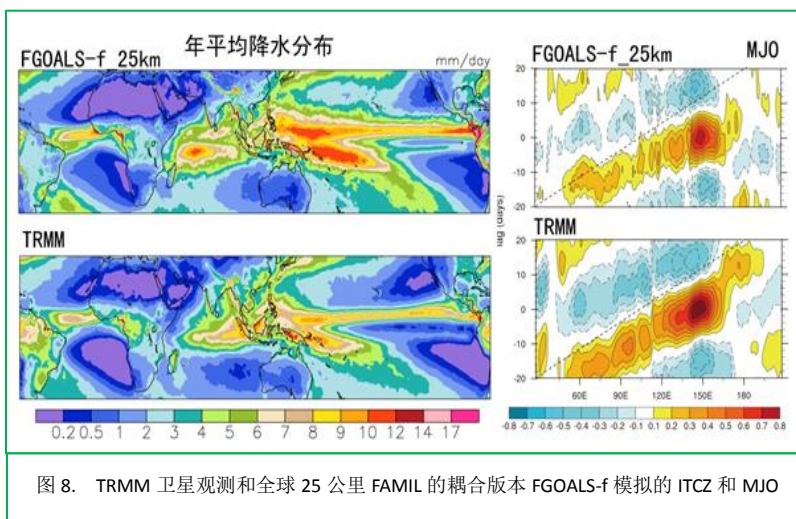 FGOALS-f_25km 年平均降水分布 mm/day
FGOALS-f_25km MJO
20
10
0
-10
-20
lag (days)
TRMM
TRMM
20
10
0
-10
-20
60E 90E 120E 150E 180
0.2 0.5 1 2 3 4 5 6 7 8 9 10 12 14 17
-0.8 -0.7 -0.6 -0.5 -0.4 -0.3 -0.2 -0.1 0.1 0.2 0.3 0.4 0.5 0.6 0.7 0.8
图 8. TRMM 卫星观测和全球 25 公里 FAMIL 的耦合版本 FGOALS-f 模拟的 ITCZ 和 MJO